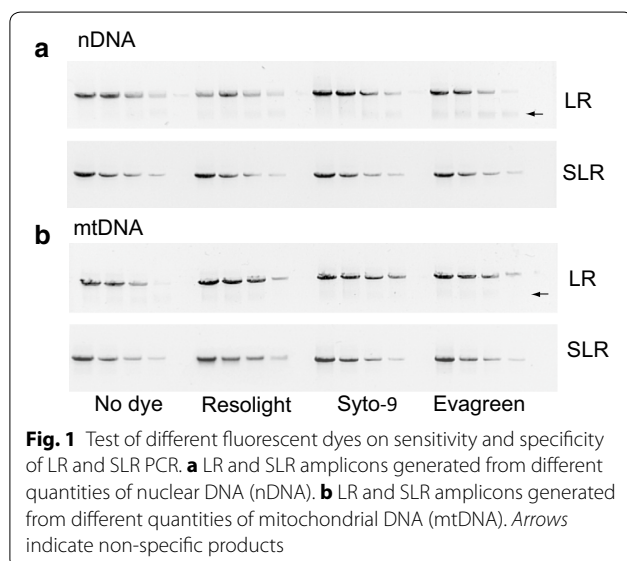 a nDNA
LR
SLR
b mtDNA
LR
SLR
No dye Resolight Syto-9 Evagreen
Fig. 1 Test of different fluorescent dyes on sensitivity and specificity
of LR and SLR PCR. a LR and SLR amplicons generated from different
quantities of nuclear DNA (nDNA). b LR and SLR amplicons generated
from different quantities of mitochondrial DNA (mtDNA). Arrows
indicate non-specific products